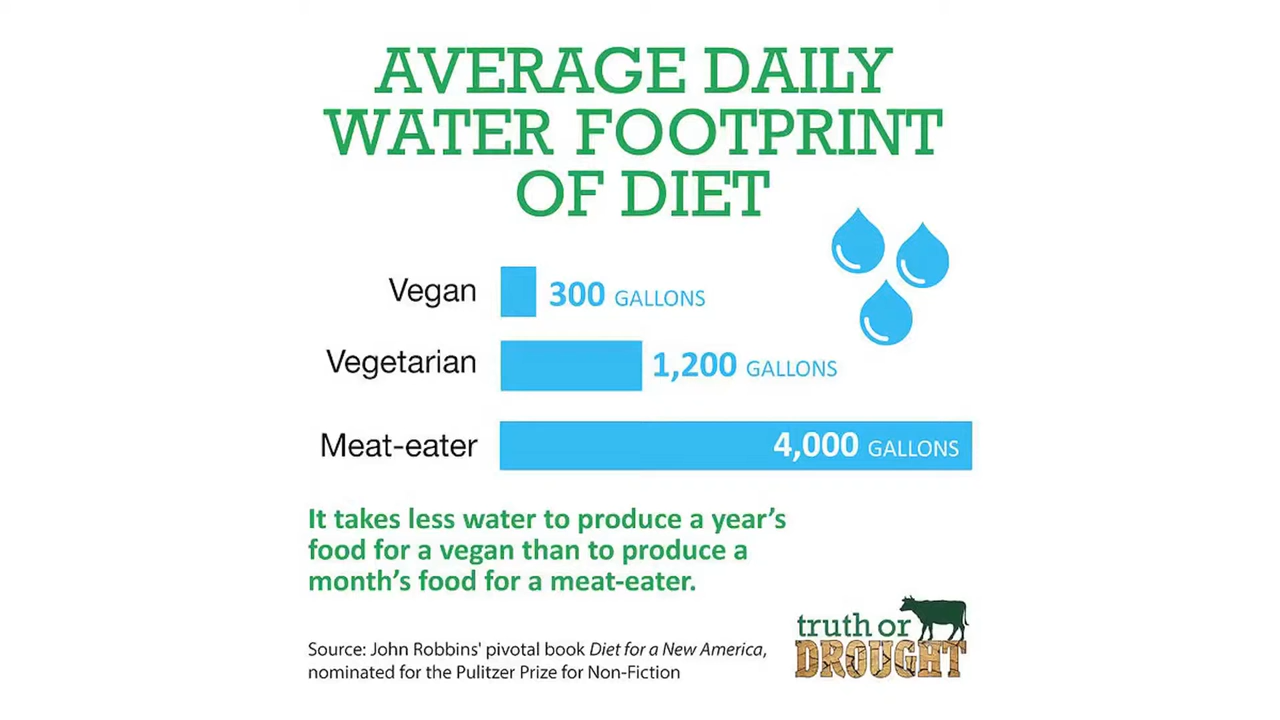 AVERAGE DAILY
WATER FOOTPRINT
OF DIET
Vegan 300 GALLONS
Vegetarian 1,200 GALLONS
Meat-eater 4,000 GALLONS
It takes less water to produce a year's
food for a vegan than to produce a
month's food for a meat-eater.
Source: John Robbins' pivotal book Diet for a New America,
nominated for the Pulitzer Prize for Non-Fiction
truth or
DROUGHT